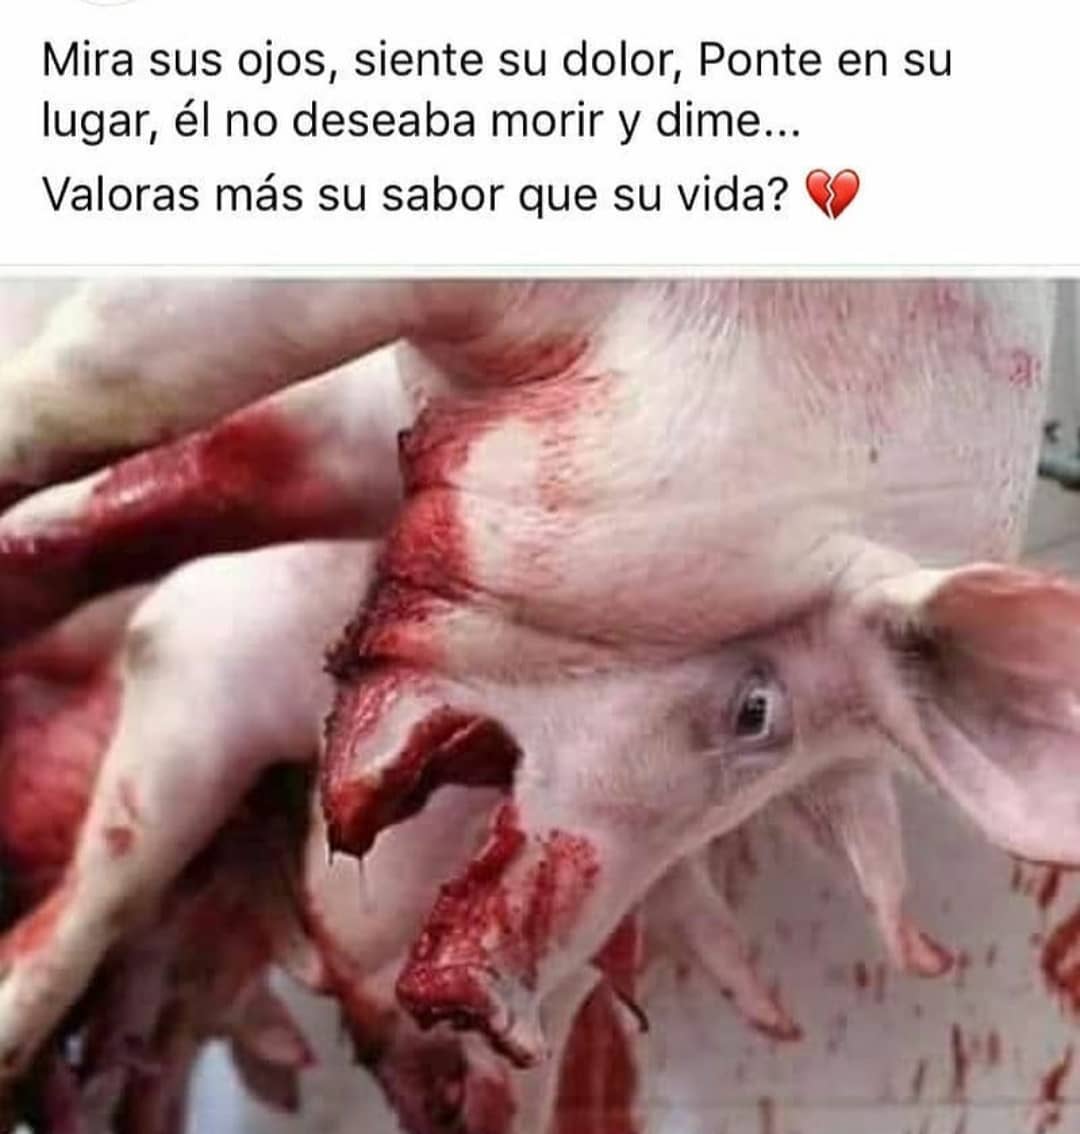 Mira sus ojos, siente su dolor, Ponte en su
lugar, él no deseaba morir y dime...
Valoras más su sabor que su vida? 💔